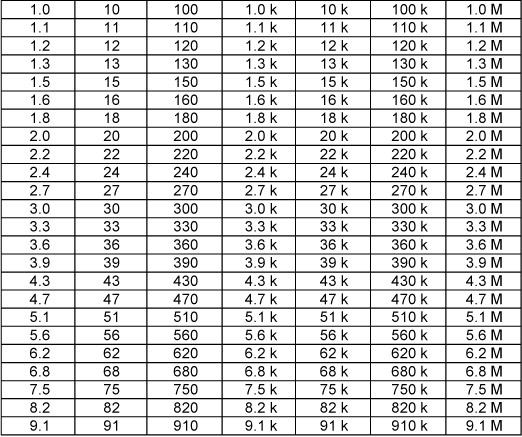 1.0 10 100 1.0 k 10 k 100 k 1.0 M
1.1 11 110 1.1 k 11 k 110 k 1.1 M
1.2 12 120 1.2 k 12 k 120 k 1.2 M
1.3 13 130 1.3 k 13 k 130 k 1.3 M
1.5 15 150 1.5 k 15 k 150 k 1.5 M
1.6 16 160 1.6 k 16 k 160 k 1.6 M
1.8 18 180 1.8 k 18 k 180 k 1.8 M
2.0 20 200 2.0 k 20 k 200 k 2.0 M
2.2 22 220 2.2 k 22 k 220 k 2.2 M
2.4 24 240 2.4 k 24 k 240 k 2.4 M
2.7 27 270 2.7 k 27 k 270 k 2.7 M
3.0 30 300 3.0 k 30 k 300 k 3.0 M
3.3 33 330 3.3 k 33 k 330 k 3.3 M
3.6 36 360 3.6 k 36 k 360 k 3.6 M
3.9 39 390 3.9 k 39 k 390 k 3.9 M
4.3 43 430 4.3 k 43 k 430 k 4.3 M
4.7 47 470 4.7 k 47 k 470 k 4.7 M
5.1 51 510 5.1 k 51 k 510 k 5.1 M
5.6 56 560 5.6 k 56 k 560 k 5.6 M
6.2 62 620 6.2 k 62 k 620 k 6.2 M
6.8 68 680 6.8 k 68 k 680 k 6.8 M
7.5 75 750 7.5 k 75 k 750 k 7.5 M
8.2 82 820 8.2 k 82 k 820 k 8.2 M
9.1 91 910 9.1 k 91 k 910 k 9.1 M